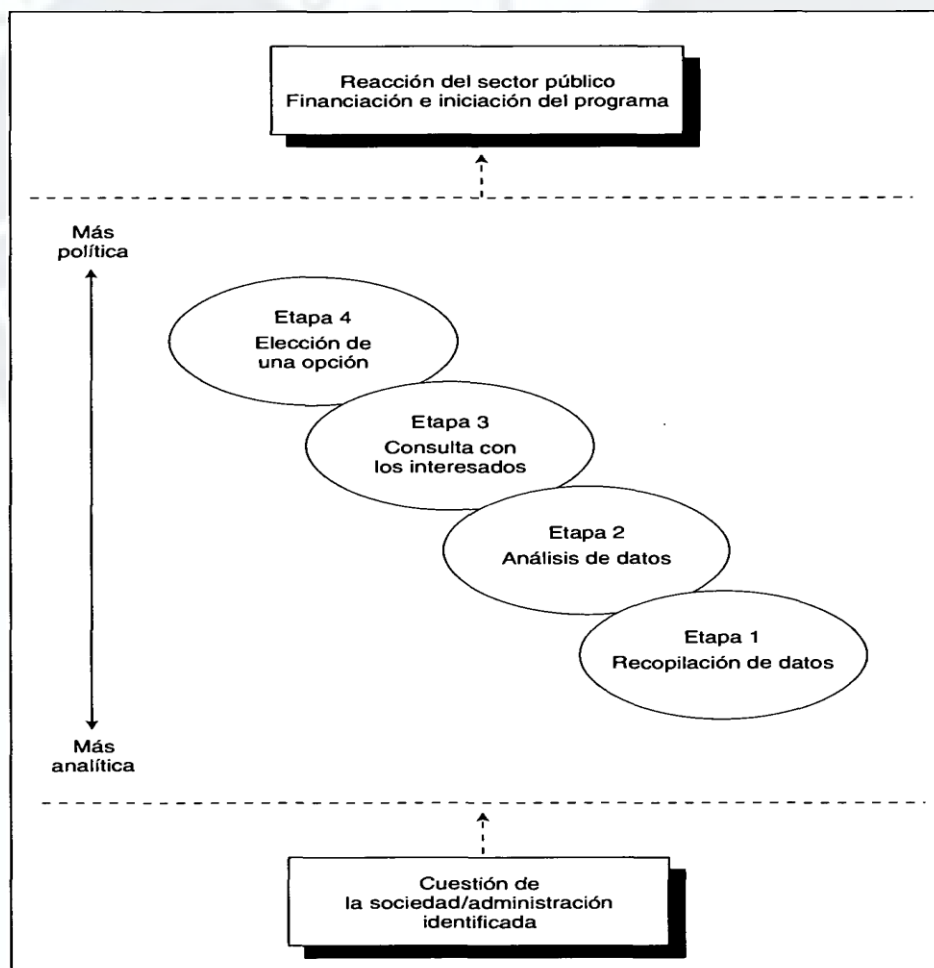 Reacción del sector público
Financiación e iniciación del programa
Más
política
Etapa 4
Elección de
una opción
Etapa 3
Consulta con
los interesados
Etapa 2
Análisis de datos
Etapa 1
Recopilación de datos
Más
analítica
Cuestión de
la sociedad/administración
identificada